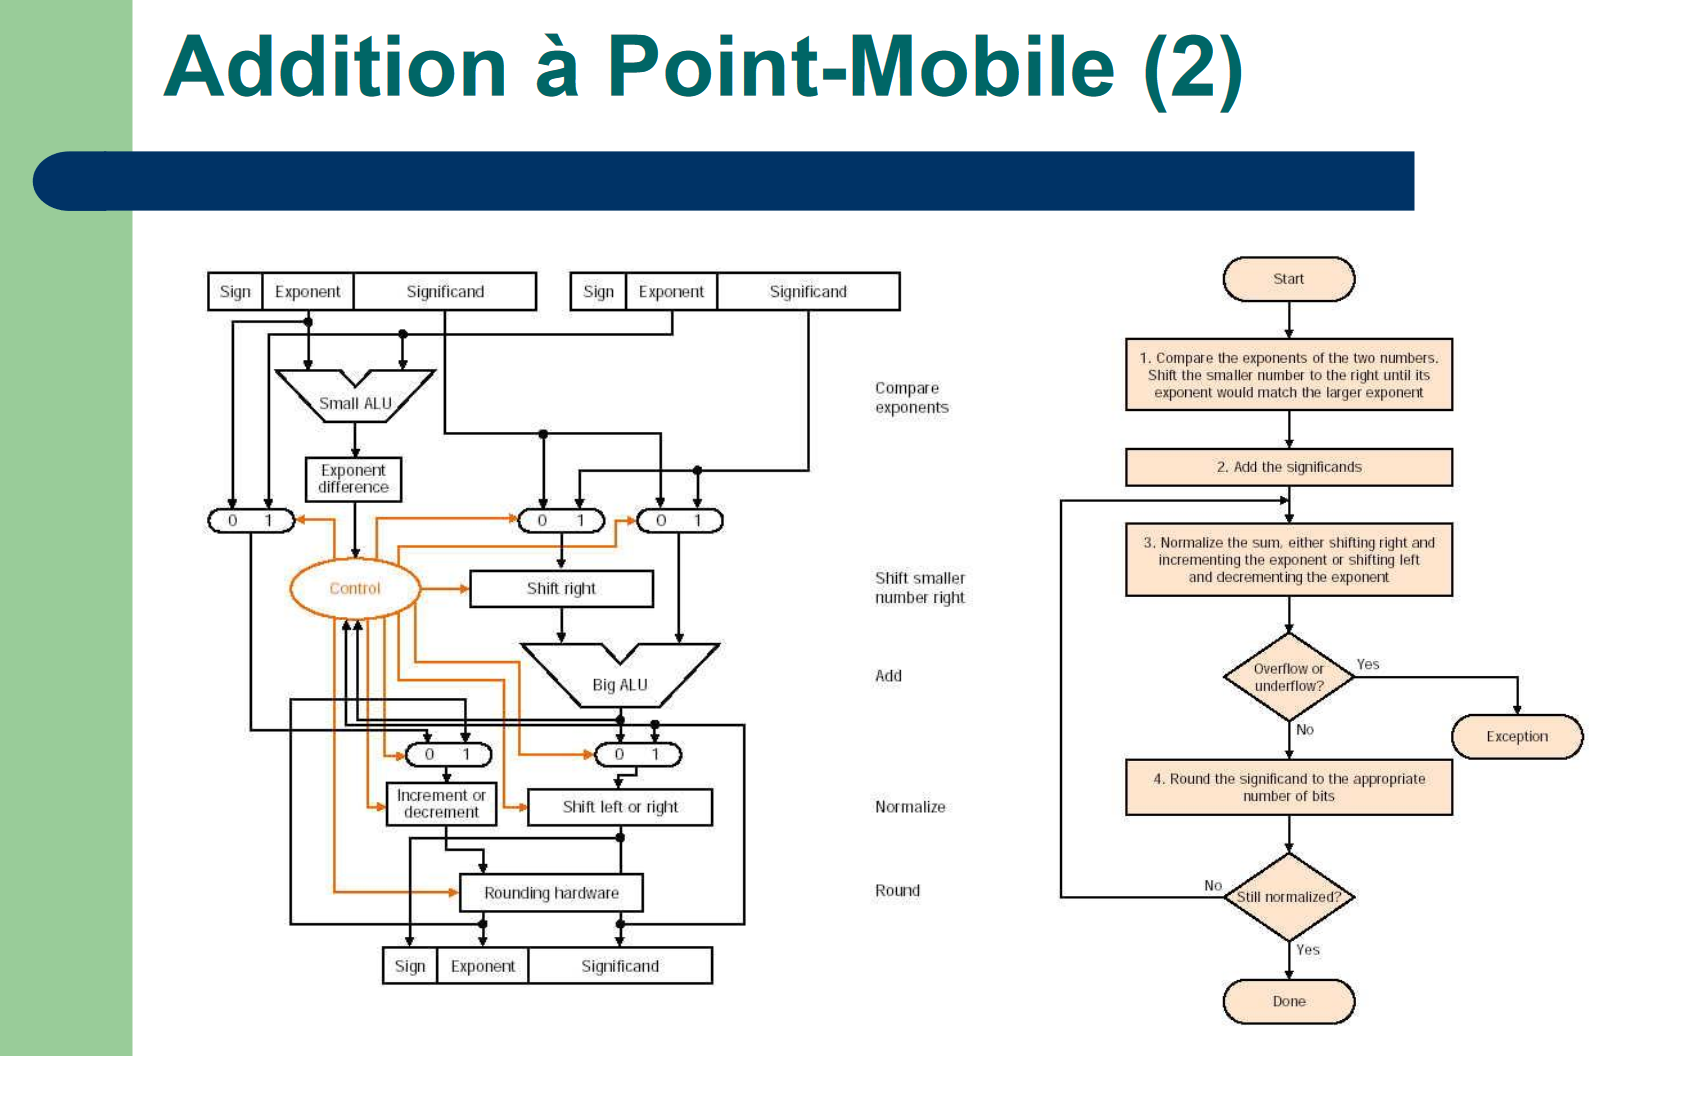 Addition à Point-Mobile (2)
Sign Exponent Significand
Sign Exponent Significand
Small ALU
Exponent
difference
0 1
0 1
0 1
Control
Shift right
Big ALU
0 1
0 1
Increment or
decrement
Shift left or right
Rounding hardware
Sign Exponent Significand
Compare
exponents
Shift smaller
number right
Add
Normalize
Round
Start
1. Compare the exponents of the two numbers.
Shift the smaller number to the right until its
exponent would match the larger exponent
2. Add the significands
3. Normalize the sum, either shifting right and
incrementing the exponent or shifting left
and decrementing the exponent
Overflow or
underflow?
Yes
No
Exception
4. Round the significand to the appropriate
number of bits
Still normalized?
No
Yes
Done